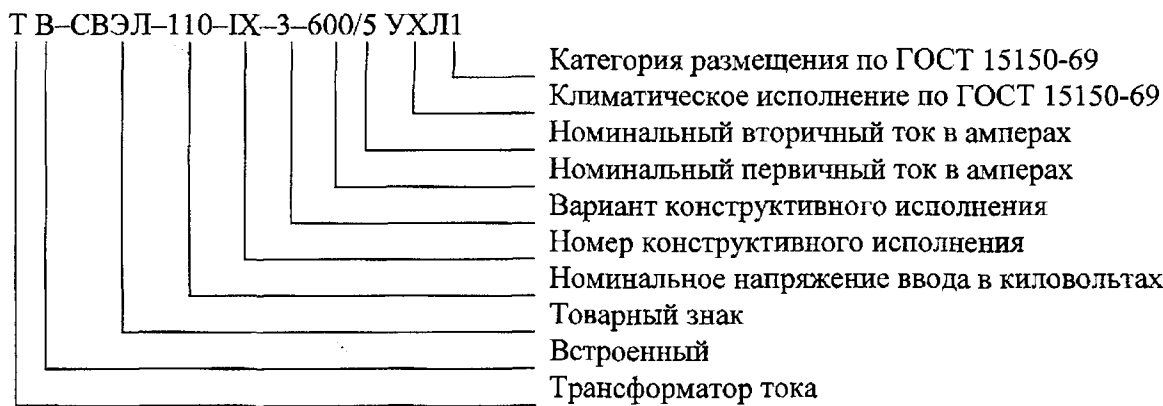 Т В–СВЭЛ–110–IX–3–600/5 УХЛ1
Категория размещения по ГОСТ 15150-69
Климатическое исполнение по ГОСТ 15150-69
Номинальный вторичный ток в амперах
Номинальный первичный ток в амперах
Вариант конструктивного исполнения
Номер конструктивного исполнения
Номинальное напряжение ввода в киловольтах
Товарный знак
Встроенный
Трансформатор тока